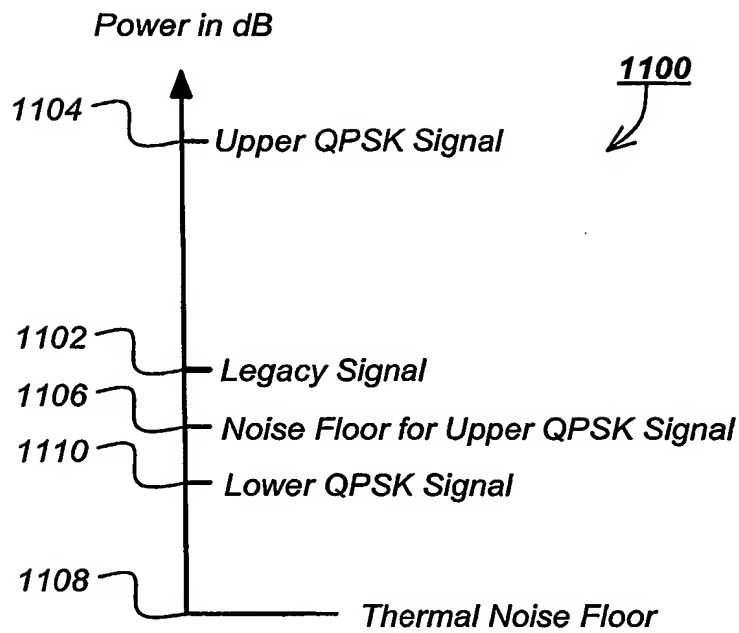 Power in dB
1100
1104
Upper QPSK Signal
1102
Legacy Signal
1106
Noise Floor for Upper QPSK Signal
1110
Lower QPSK Signal
1108
Thermal Noise Floor